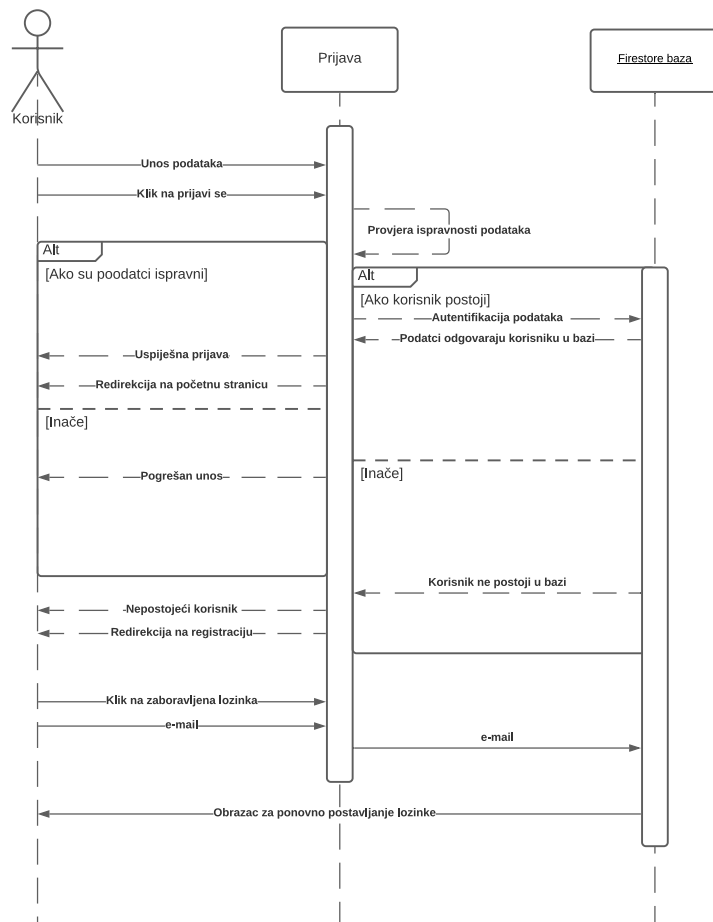 Prijava
Firestore baza
Korisnik
Unos podataka
Klik na prijavi se
Provjera ispravnosti podataka
Alt
[Ako su poodatci ispravni]
Alt
[Ako korisnik postoji]
Autentifikacija podataka
Podatci odgovaraju korisniku u bazi
Uspiješna prijava
Redirekcija na početnu stranicu
[Inače]
Pogrešan unos
[Inače]
Korisnik ne postoji u bazi
Nepostojeći korisnik
Redirekcija na registraciju
Klik na zaboravljena lozinka
e-mail
e-mail
Obrazac za ponovno postavljanje lozinke